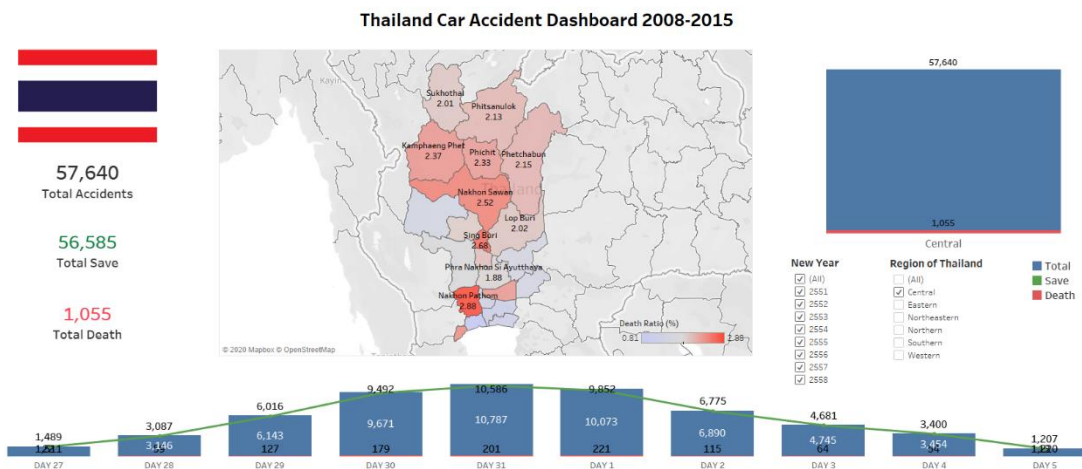 Thailand Car Accident Dashboard 2008-2015
57,640
Total Accidents
56,585
Total Save
1,055
Total Death
Sukhothai
2.01
Phitsanulok
2.13
Kamphaeng Phet
2.37
Phichit
2.33
Phetchabun
2.15
Nakhon Sawan
2.52
Lop Buri
2.02
Sing Buri
2.68
Phra Nakhon Si Ayutthaya
1.88
Nakhon Pathom
2.88
Thailand
Death Ratio (%)
0.81 2.88
© 2020 Mapbox © OpenStreetMap
57,640
1,055
Central
New Year
(All)
2551
2552
2553
2554
2555
2556
2557
2558
Region of Thailand
(All)
Central
Eastern
Northeastern
Northern
Southern
Western
Total
Save
Death
1,489 3,087 6,016 9,492 10,586 9,852 6,775 4,681 3,400 1,207
3,146 6,143 9,671 10,787 10,073 6,890 4,745 3,454
127 179 201 221 115 64 54
DAY 27 DAY 28 DAY 29 DAY 30 DAY 31 DAY 1 DAY 2 DAY 3 DAY 4 DAY 5